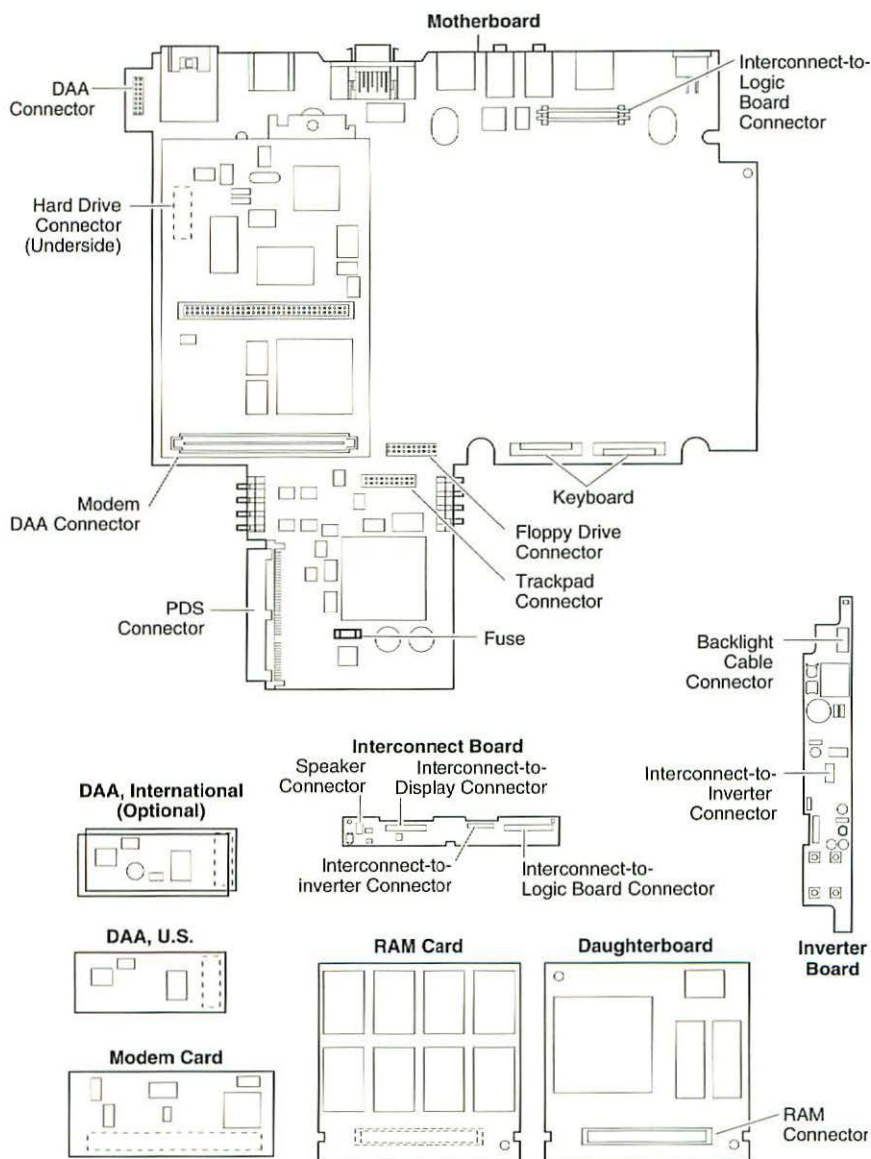 Motherboard
DAA
Connector
Interconnect-to-
Logic
Board
Connector
Hard Drive
Connector
(Underside)
Modem
DAA Connector
Keyboard
Floppy Drive
Connector
Trackpad
Connector
PDS
Connector
Fuse
Backlight
Cable
Connector
Interconnect-to-
Inverter
Connector
Inverter
Board
Interconnect Board
Speaker
Connector
Interconnect-to-
Display Connector
Interconnect-to-
inverter Connector
Interconnect-to-
Logic Board Connector
DAA, International
(Optional)
DAA, U.S.
Modem Card
RAM Card
Daughterboard
RAM
Connector